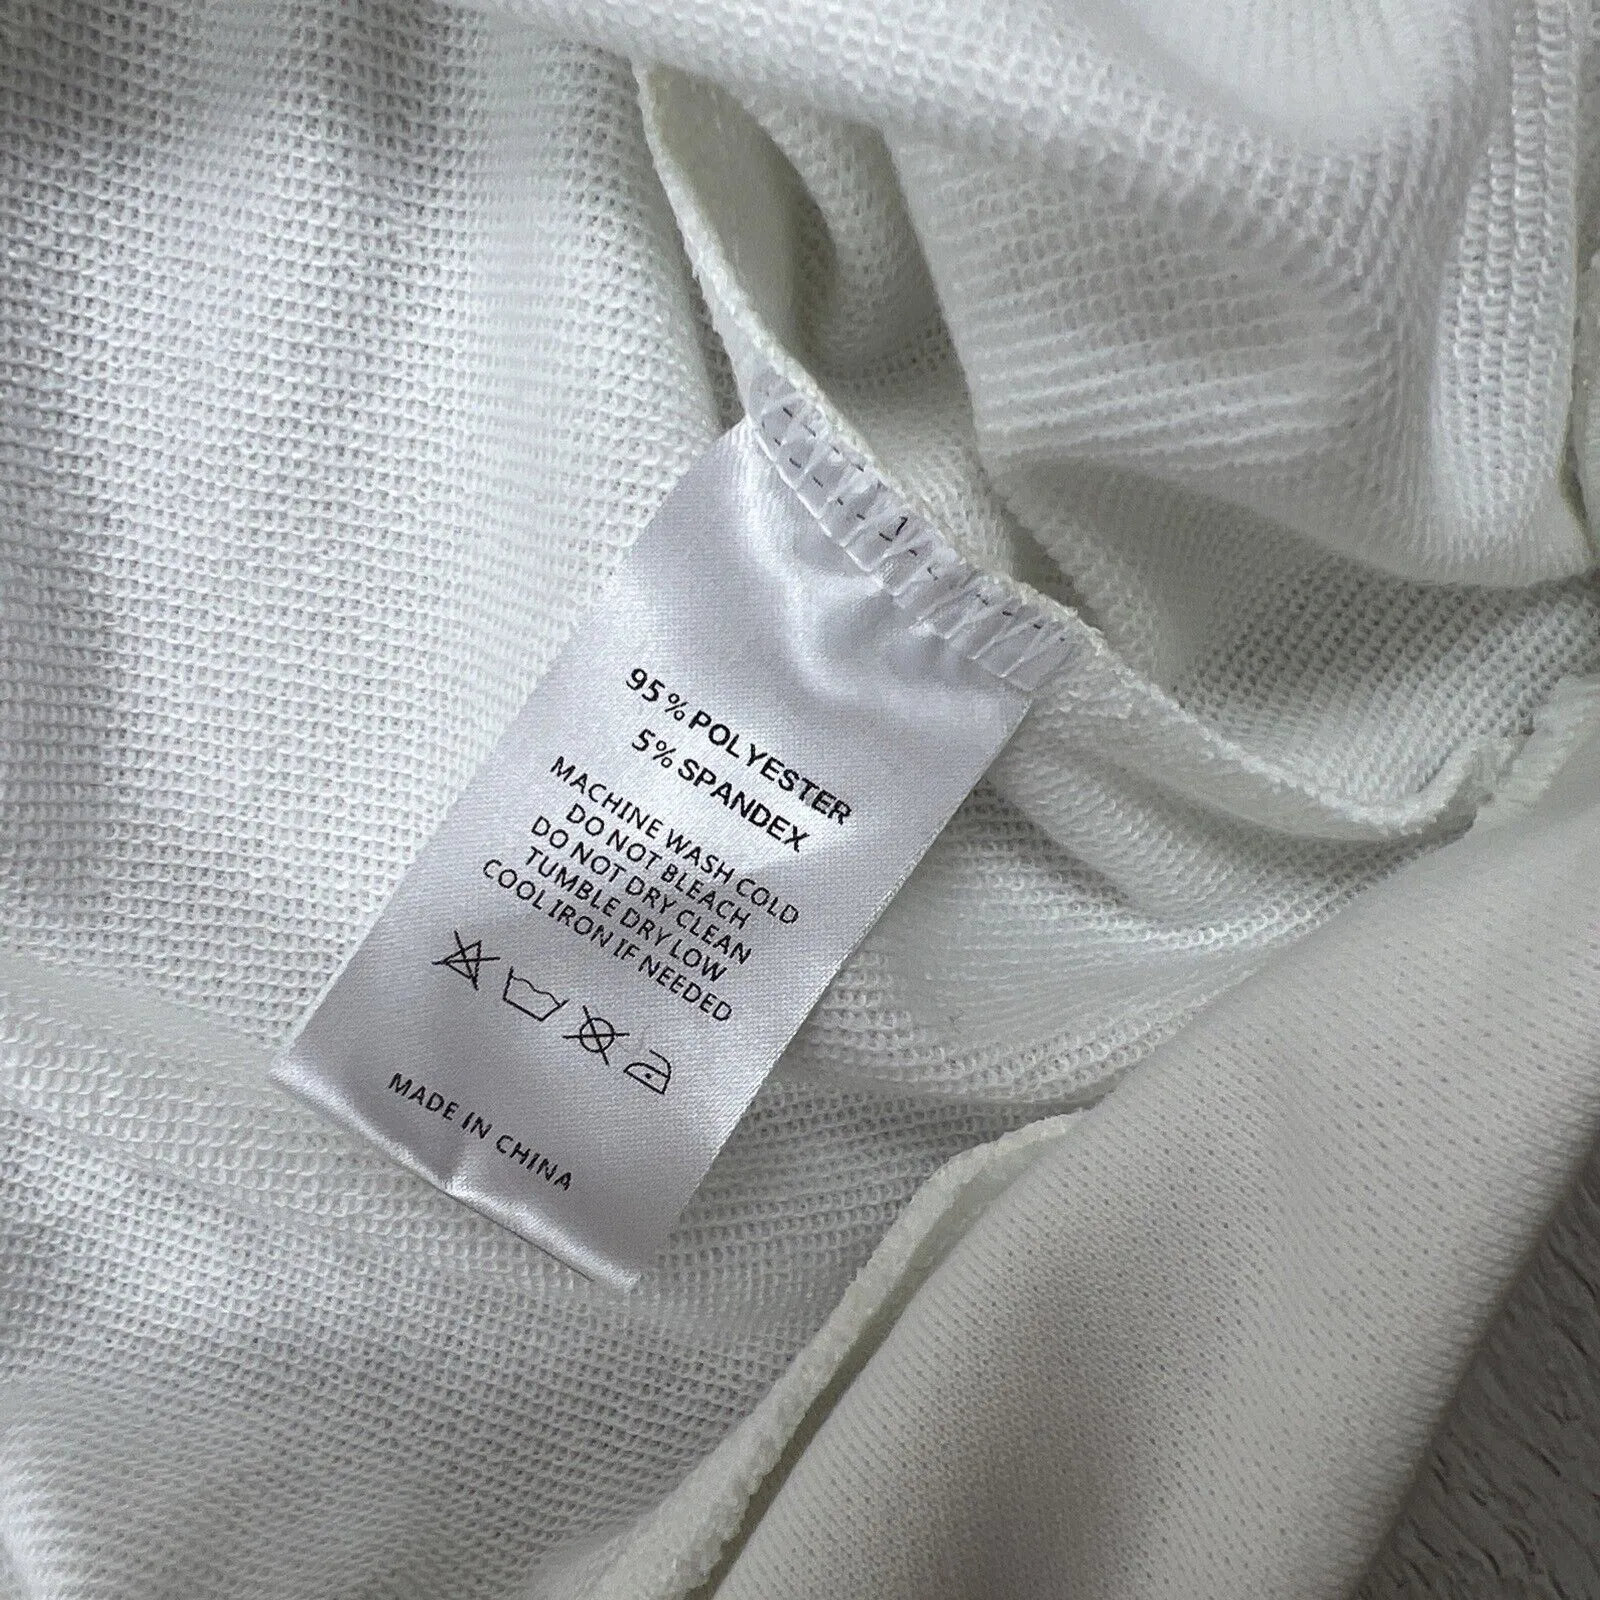 95% POLYESTER
5% SPANDEX
MACHINE WASH COLD
DO NOT BLEACH
DO NOT DRY CLEAN
TUMBLE DRY LOW
COOL IRON IF NEEDED
MADE IN CHINA